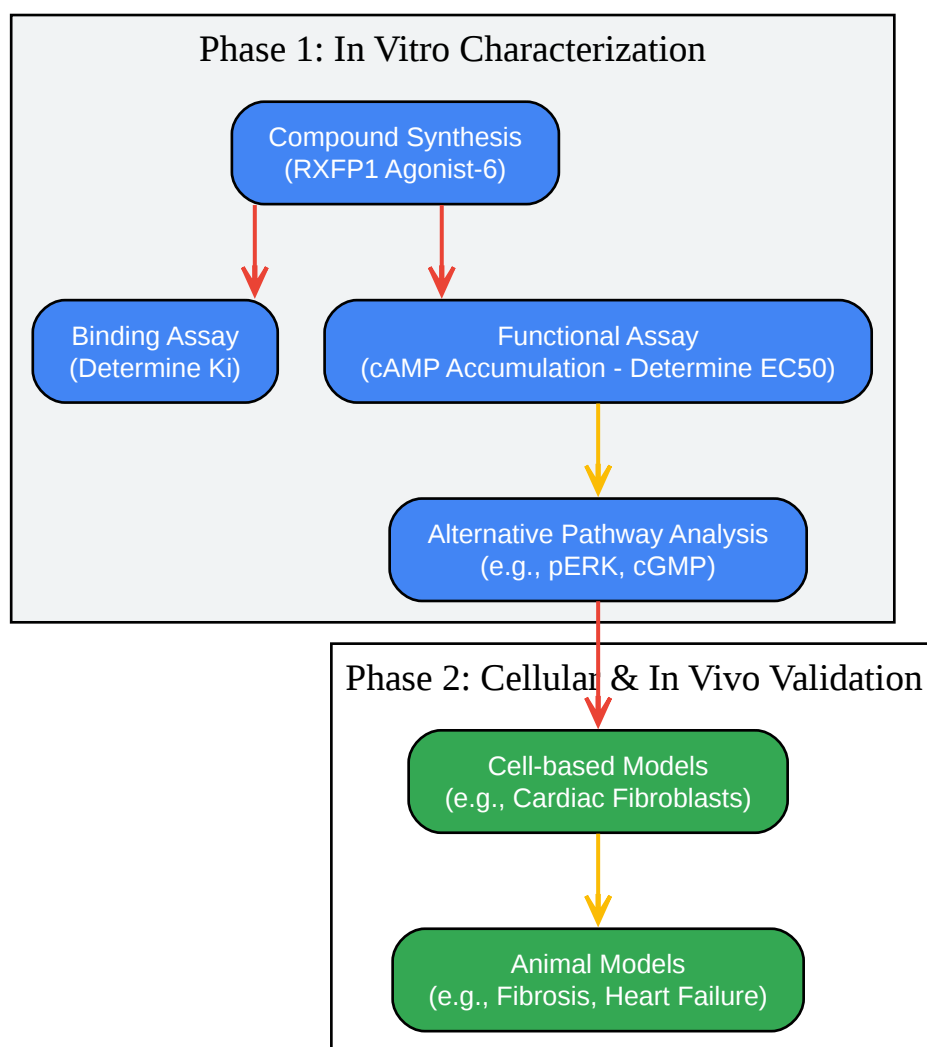 Phase 1: In Vitro Characterization
Compound Synthesis
(RXFP1 Agonist-6)
Binding Assay
(Determine Ki)
Functional Assay
(cAMP Accumulation - Determine EC50)
Alternative Pathway Analysis
(e.g., pERK, cGMP)
Phase 2: Cellular & In Vivo Validation
Cell-based Models
(e.g., Cardiac Fibroblasts)
Animal Models
(e.g., Fibrosis, Heart Failure)